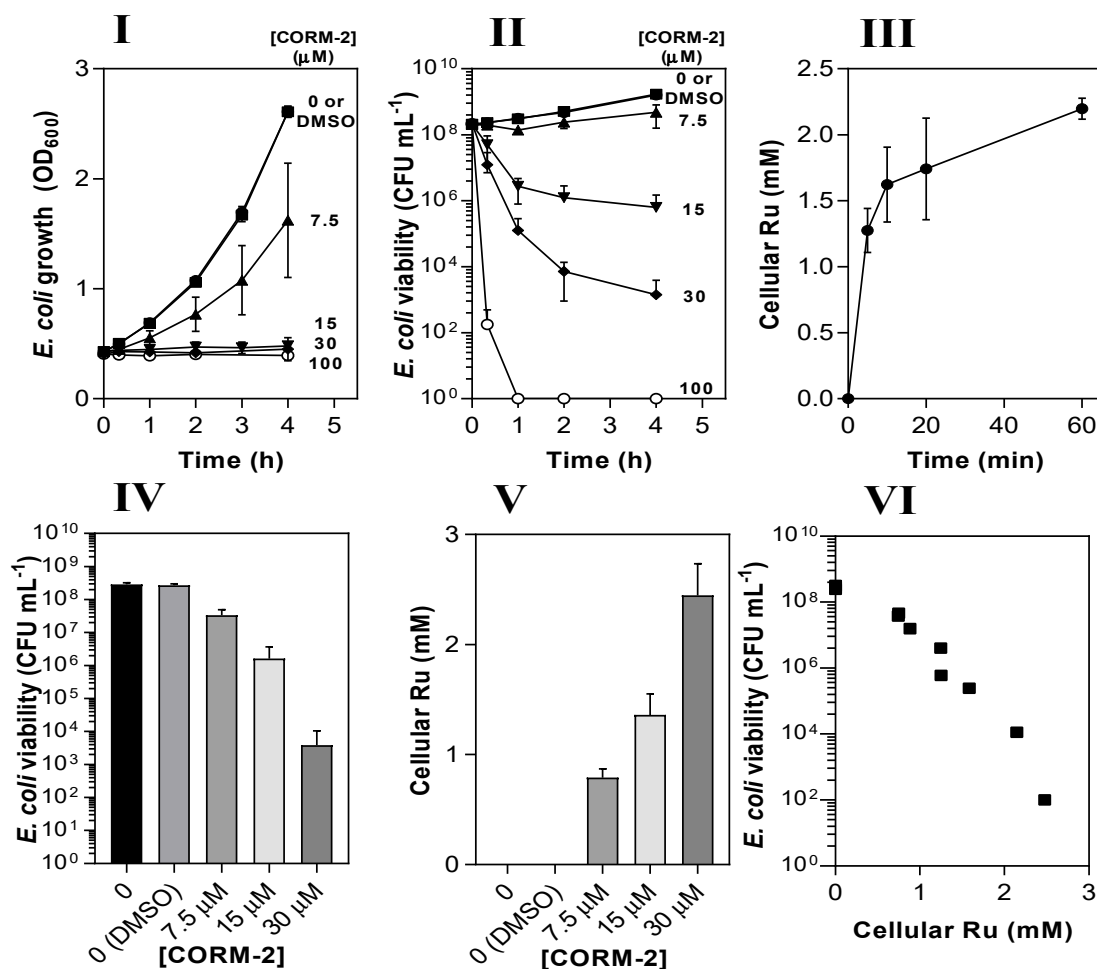 I
[CORM-2]
(μM)
E. coli growth (OD600)
3
2
1
0
0 or
DMSO
7.5
15
30
100
0 1 2 3 4 5
Time (h)
II
[CORM-2]
(μM)
E. coli viability (CFU mL-1)
10^10
10^8
10^6
10^4
10^2
10^0
0 or
DMSO
7.5
15
30
100
0 1 2 3 4 5
Time (h)
III
Cellular Ru (mM)
2.5
2.0
1.5
1.0
0.5
0.0
0 20 40 60
Time (min)
IV
E. coli viability (CFU mL-1)
10^10
10^9
10^8
10^7
10^6
10^5
10^4
10^3
10^2
10^1
10^0
0
0 (DMSO)
7.5 μM
15 μM
30 μM
[CORM-2]
V
Cellular Ru (mM)
3
2
1
0
0
0 (DMSO)
7.5 μM
15 μM
30 μM
[CORM-2]
VI
E. coli viability (CFU mL-1)
10^10
10^8
10^6
10^4
10^2
10^0
0 1 2 3
Cellular Ru (mM)